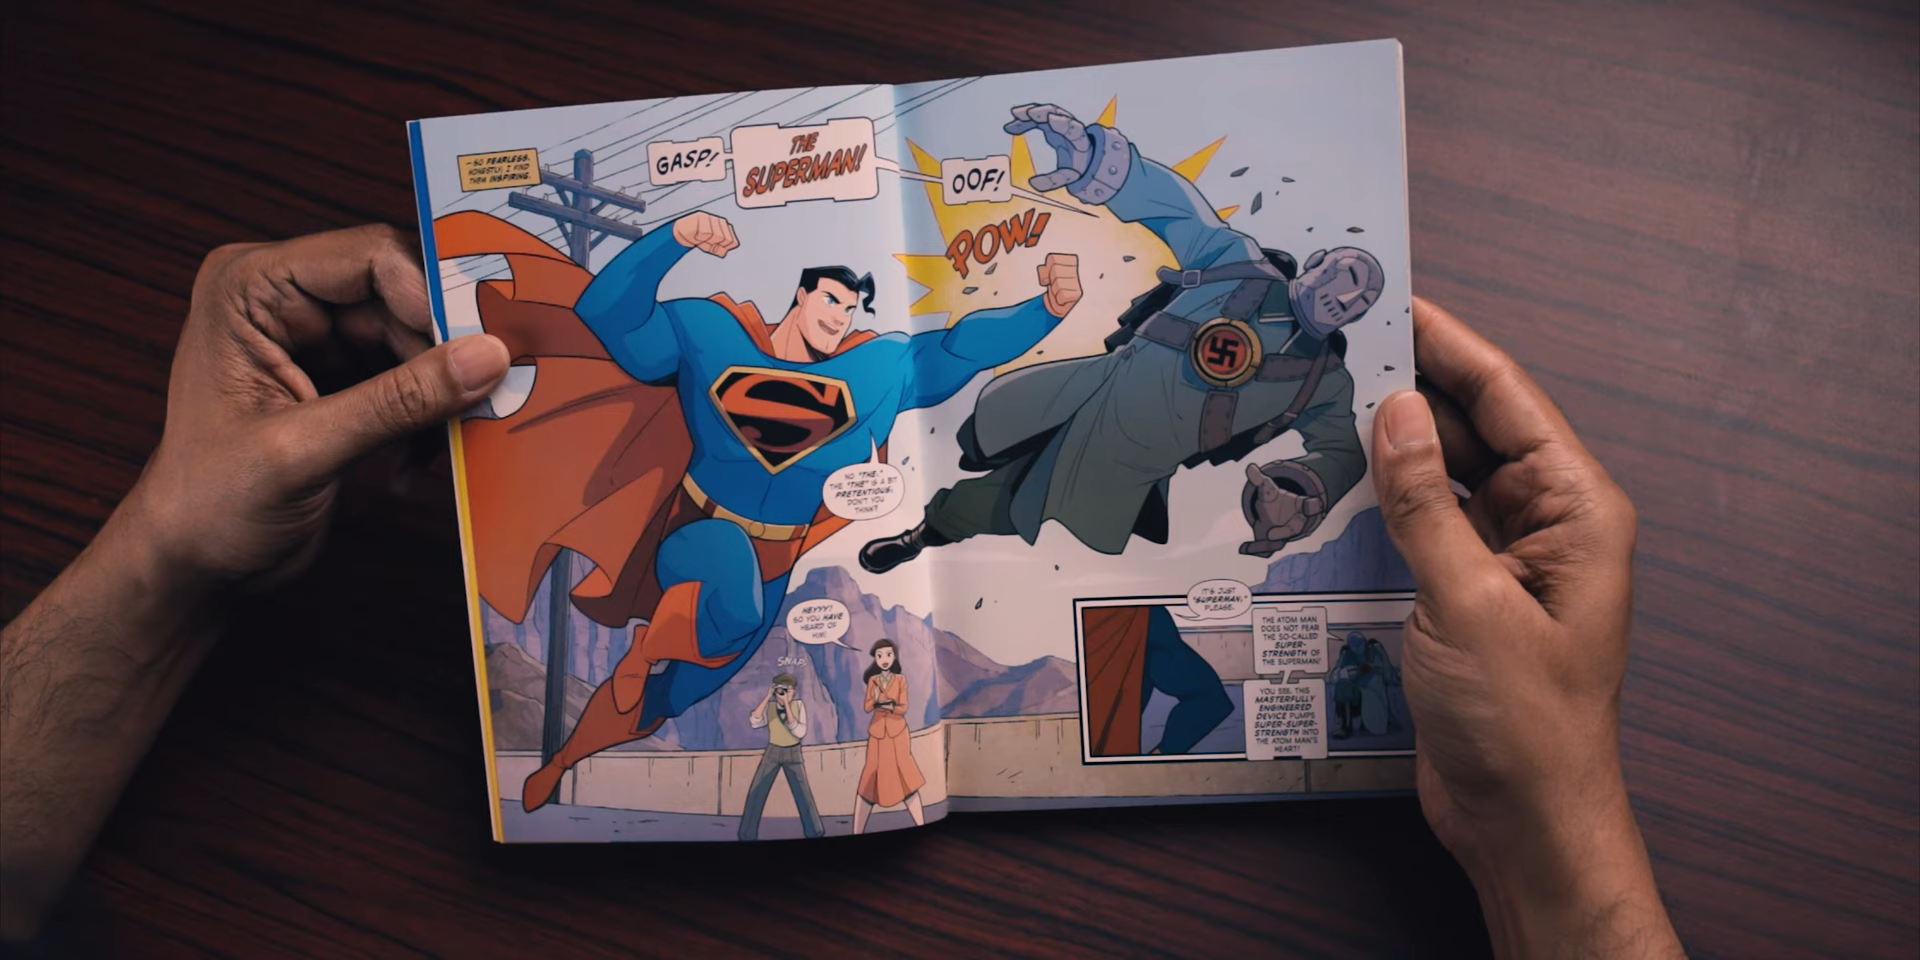 —SO FEARLESS.
HONESTLY, I FIND
THEM INSPIRING.
GASP!
THE
SUPERMAN!
OOF!
POW!
NO "THE."
THE "THE" IS A BIT
PRETENTIOUS,
DON'T YOU
THINK?
HEYYY!
SO YOU HAVE
HEARD OF
HIM!
SNAP!
IT'S JUST
"SUPERMAN,"
PLEASE.
THE ATOM MAN
DOES NOT FEAR
THE SO-CALLED
SUPER-
STRENGTH OF
THE SUPERMAN!
YOU SEE, THIS
MASTERFULLY
ENGINEERED
DEVICE PUMPS
SUPER-SUPER-
STRENGTH INTO
THE ATOM MAN'S
HEART!